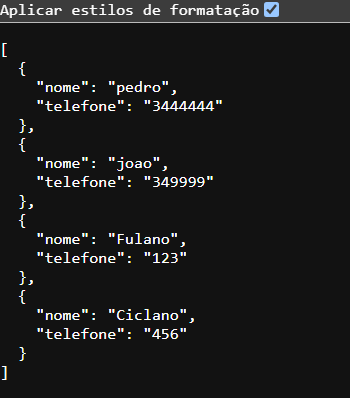 Aplicar estilos de formatação
[
  {
    "nome": "pedro",
    "telefone": "3444444"
  },
  {
    "nome": "joao",
    "telefone": "349999"
  },
  {
    "nome": "Fulano",
    "telefone": "123"
  },
  {
    "nome": "Ciclano",
    "telefone": "456"
  }
]